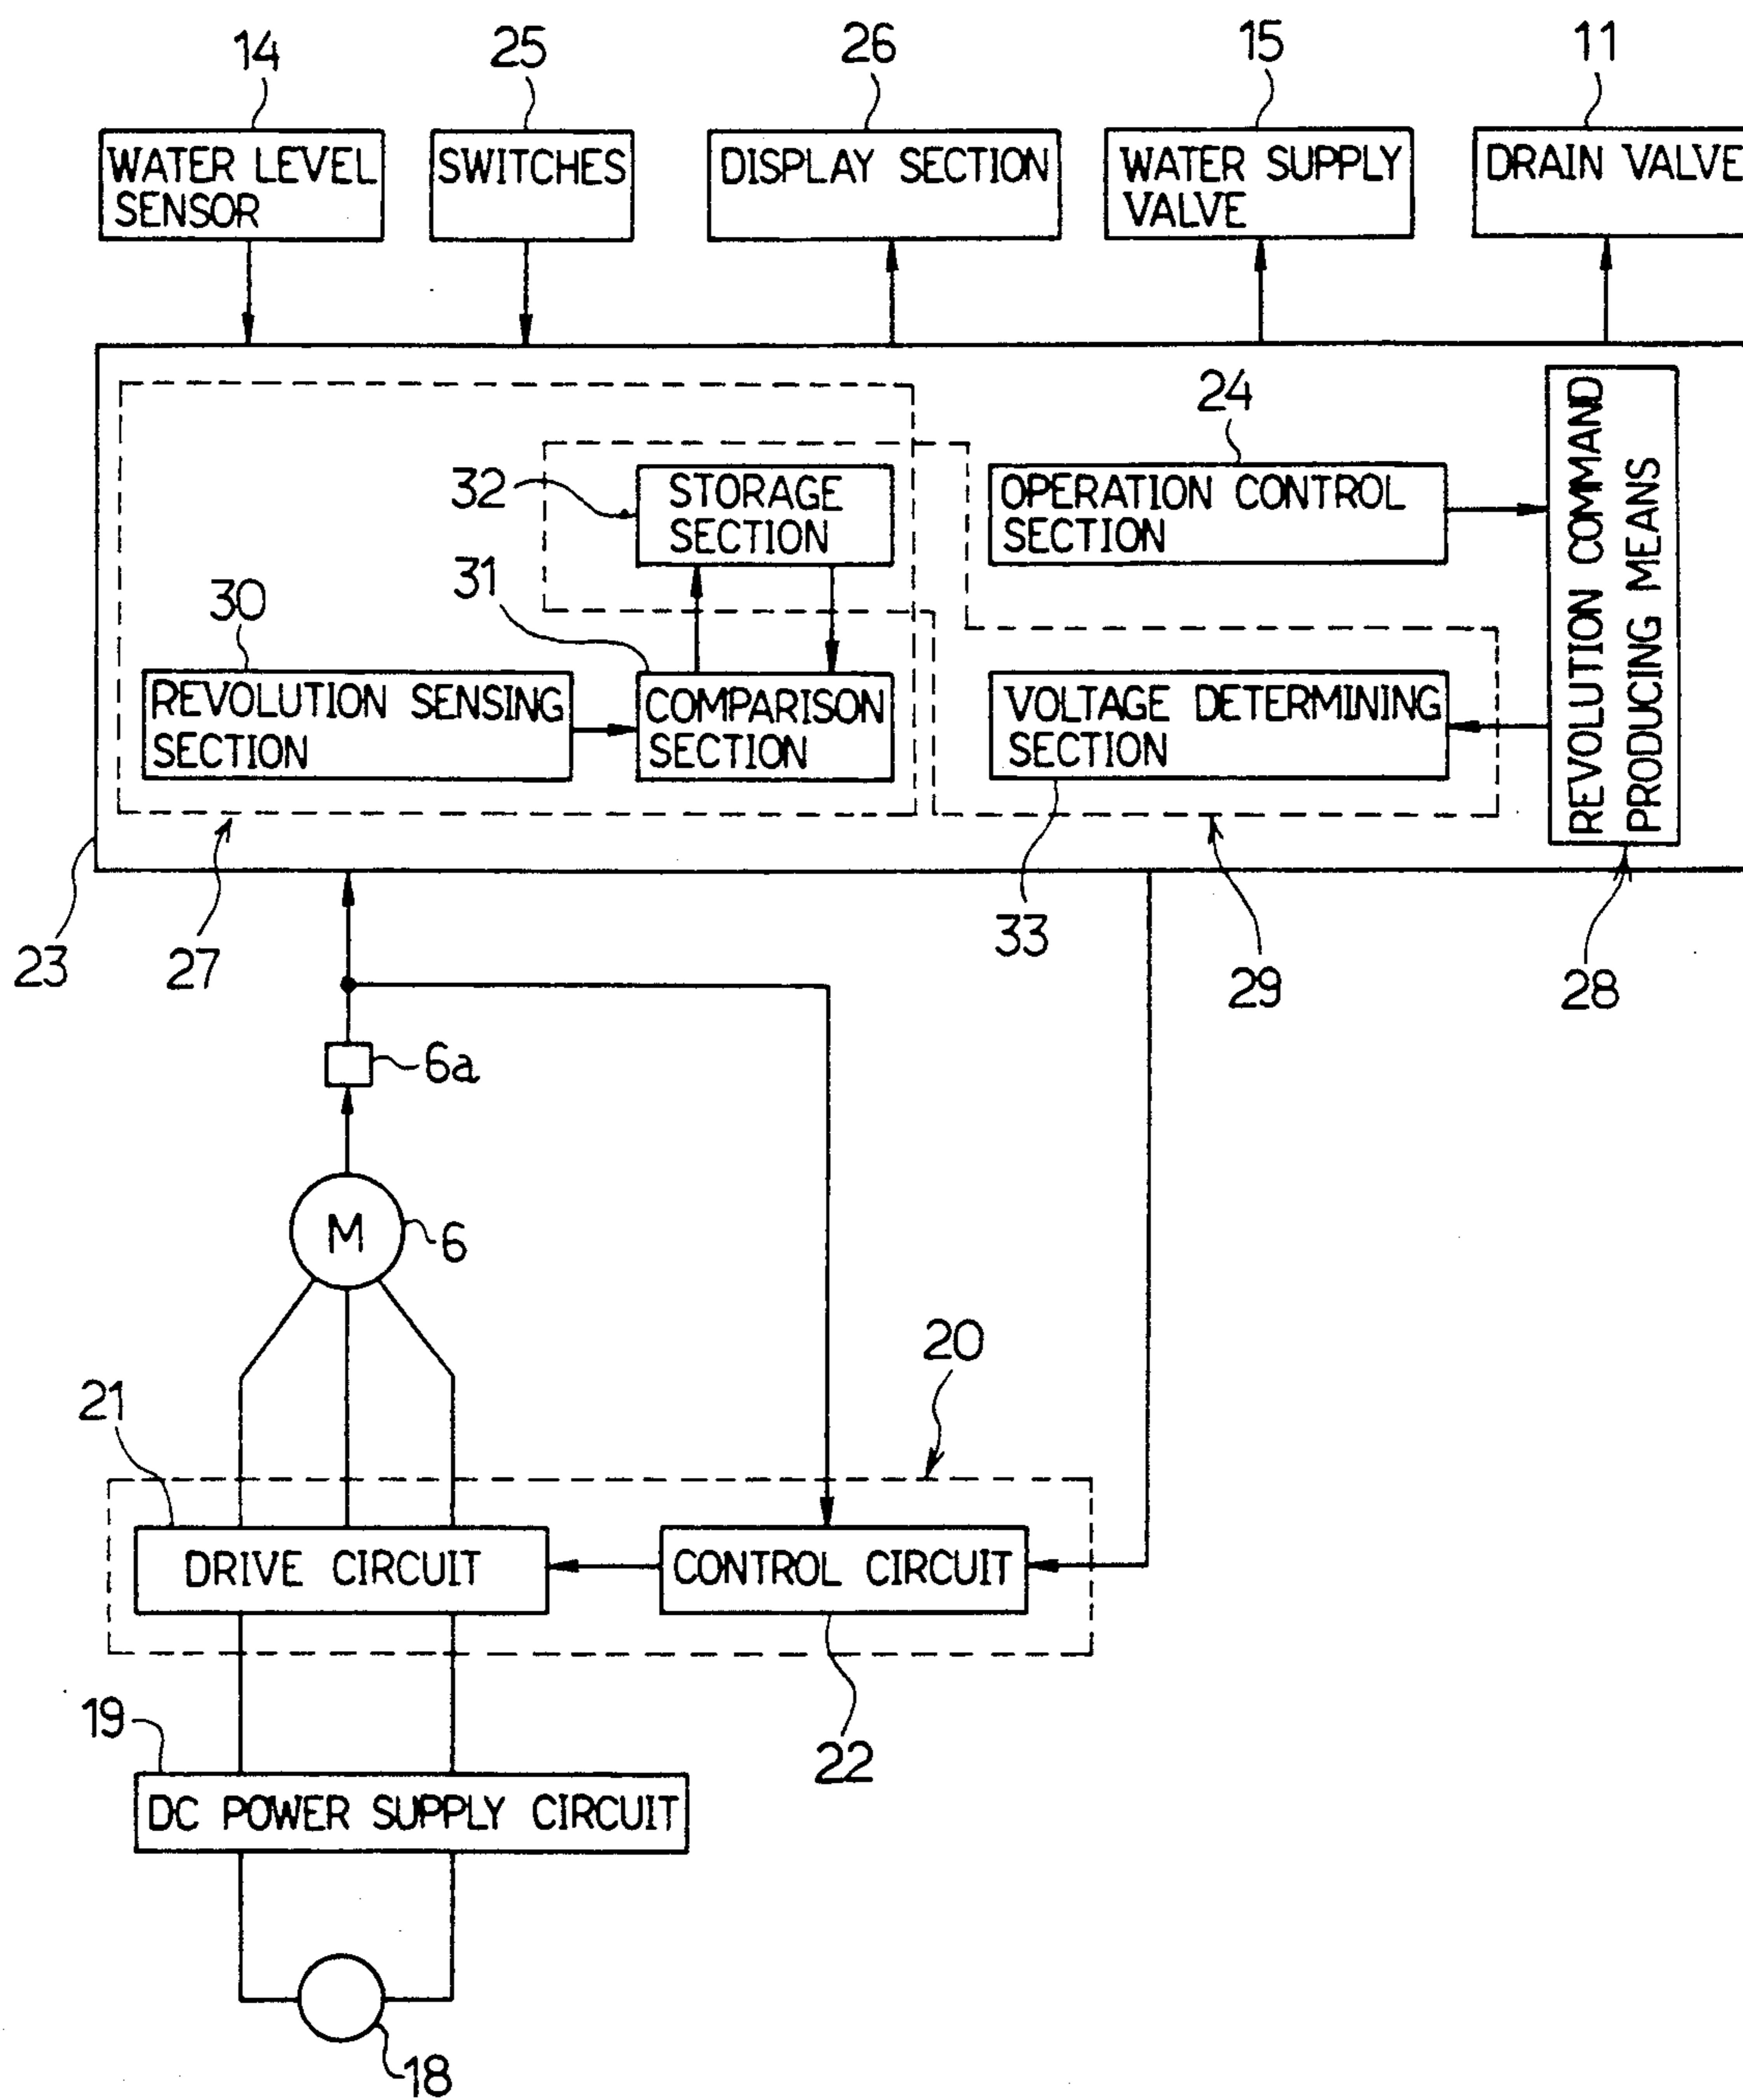 14
25
26
15
11
WATER LEVEL
SENSOR
SWITCHES
DISPLAY SECTION
WATER SUPPLY
VALVE
DRAIN VALVE
24
32
STORAGE
SECTION
OPERATION CONTROL
SECTION
REVOLUTION COMMAND
PRODUCING MEANS
30
31
REVOLUTION SENSING
SECTION
COMPARISON
SECTION
VOLTAGE DETERMINING
SECTION
23
27
33
29
28
6a
M
6
20
21
DRIVE CIRCUIT
CONTROL CIRCUIT
19
22
DC POWER SUPPLY CIRCUIT
18